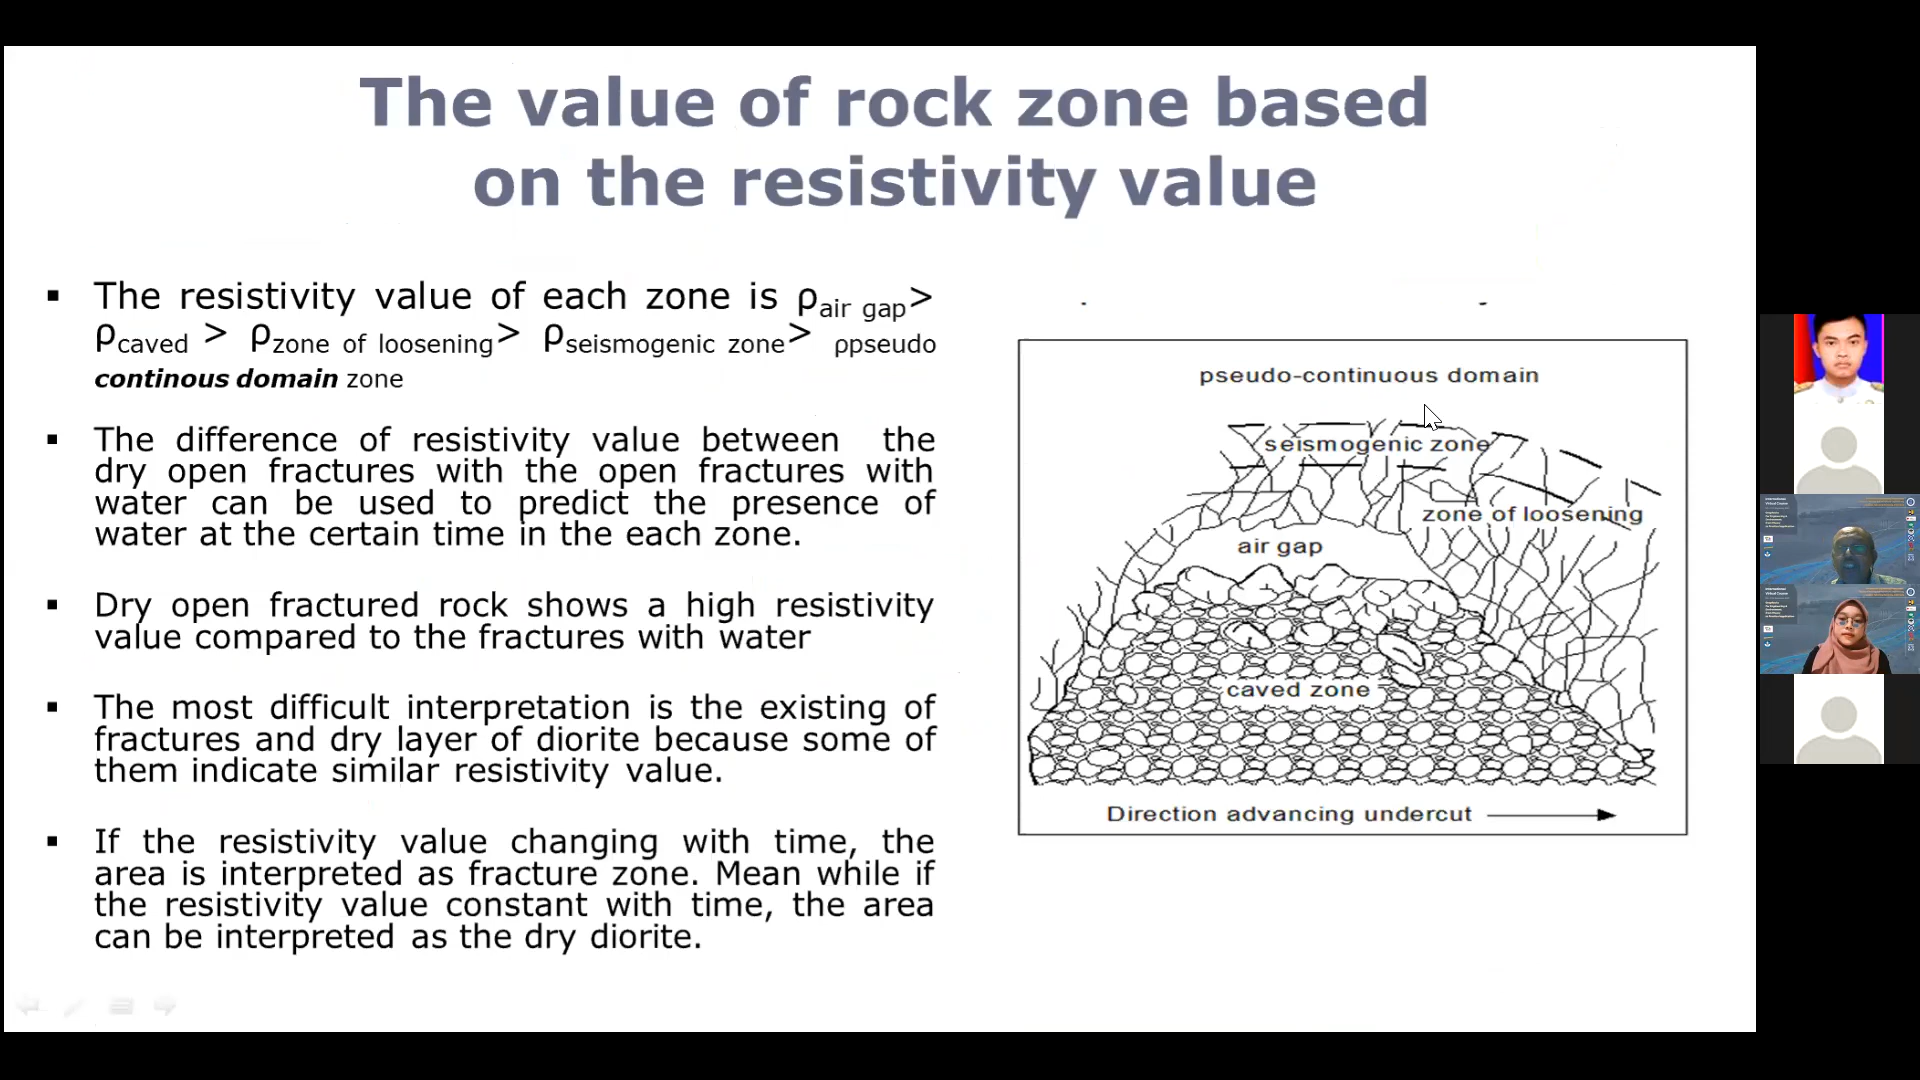 The value of rock zone based
on the resistivity value
▪ The resistivity value of each zone is ρair gap>
ρcaved > ρzone of loosening> ρseismogenic zone> ρpseudo
continous domain zone
▪ The difference of resistivity value between the
dry open fractures with the open fractures with
water can be used to predict the presence of
water at the certain time in the each zone.
▪ Dry open fractured rock shows a high resistivity
value compared to the fractures with water
▪ The most difficult interpretation is the existing of
fractures and dry layer of diorite because some of
them indicate similar resistivity value.
▪ If the resistivity value changing with time, the
area is interpreted as fracture zone. Mean while if
the resistivity value constant with time, the area
can be interpreted as the dry diorite.
pseudo-continuous domain
seismogenic zone
zone of loosening
air gap
caved zone
Direction advancing undercut